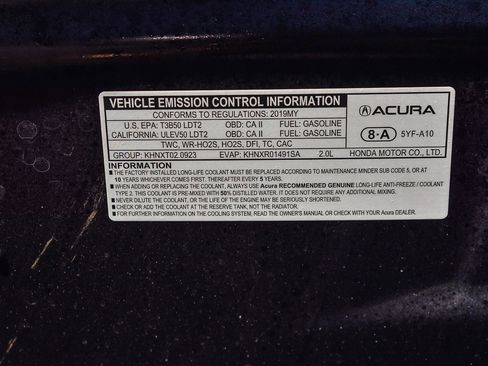 VEHICLE EMISSION CONTROL INFORMATION
CONFORMS TO REGULATIONS: 2019MY
U.S. EPA: T3B50 LDT2 OBD: CA II FUEL: GASOLINE
CALIFORNIA: ULEV50 LDT2 OBD: CA II FUEL: GASOLINE
TWC, WR-HO2S, HO2S, DFI, TC, CAC
GROUP: KHNXT02.0923 EVAP: KHNXR01491SA 2.0L
ACURA
8-A 5YF-A10
HONDA MOTOR CO., LTD.
INFORMATION
■ THE FACTORY INSTALLED LONG-LIFE COOLANT MUST BE REPLACED ACCORDING TO MAINTENANCE MINDER SUB CODE 5, OR AT
10 YEARS WHICHEVER COMES FIRST. THEREAFTER EVERY 5 YEARS.
■ WHEN ADDING OR REPLACING THE COOLANT, ALWAYS USE Acura RECOMMENDED GENUINE LONG-LIFE ANTI-FREEZE / COOLANT
TYPE 2. THIS COOLANT IS PRE-MIXED WITH 50% DISTILLED WATER. IT DOES NOT REQUIRE ANY ADDITIONAL MIXING.
■ NEVER DILUTE THE COOLANT, OR THE LIFE OF THE ENGINE MAY BE SERIOUSLY SHORTENED.
■ CHECK OR ADD THE COOLANT AT THE RESERVE TANK, NOT THE RADIATOR.
■ FOR FURTHER INFORMATION ON THE COOLING SYSTEM, READ THE OWNER'S MANUAL OR CHECK WITH YOUR Acura DEALER.